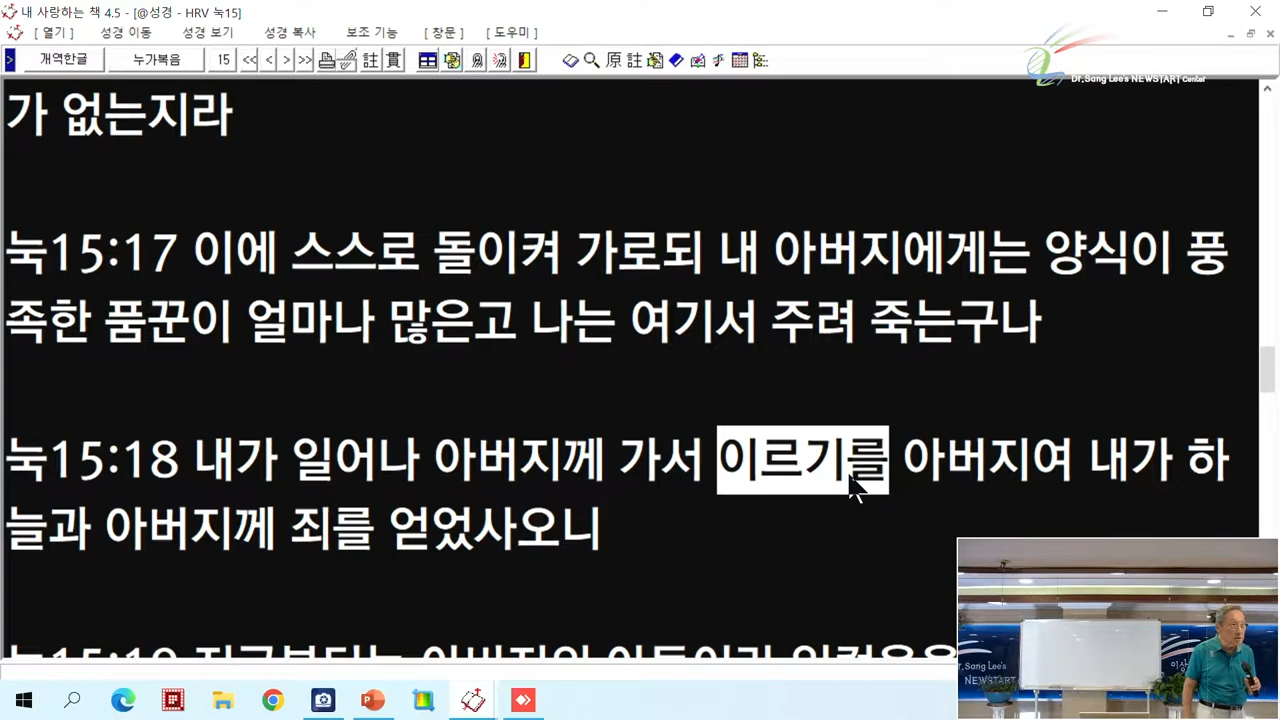 내 사랑하는 책 4.5 - [@성경 - HRV 눅15]
[ 열기 ] 성경 이동 성경 보기 성경 복사 보조 기능 [ 창문 ] [ 도우미 ]
> 개역한글 누가복음 15 << < > >> 註 貫 原 註
Dr.Sang Lee's NEWSTART Center
가 없는지라
눅15:17 이에 스스로 돌이켜 가로되 내 아버지에게는 양식이 풍
족한 품꾼이 얼마나 많은고 나는 여기서 주려 죽는구나
눅15:18 내가 일어나 아버지께 가서 이르기를 아버지여 내가 하
늘과 아버지께 죄를 얻었사오니
Dr.Sang Lee's
NEWSTART
이상